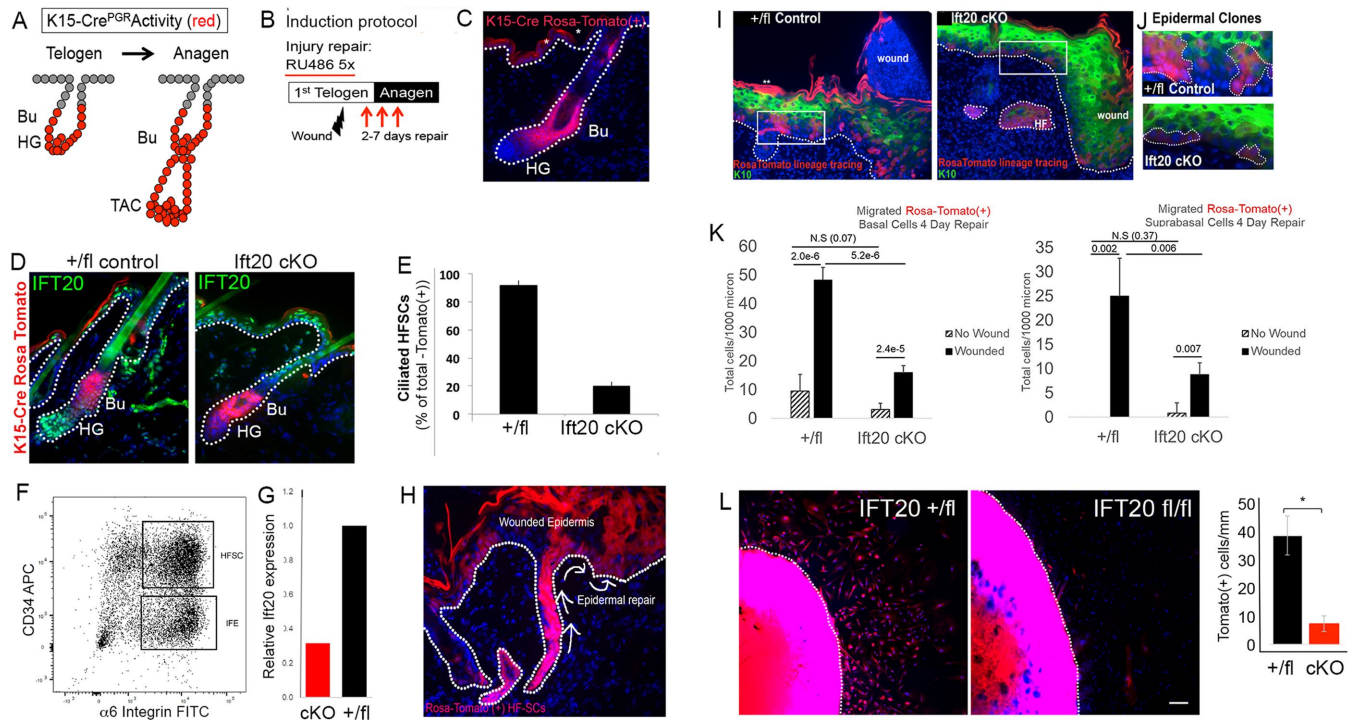 A
K15-CrePGRActivity (red)
Telogen
Anagen
Bu
HG
Bu
TAC
B
Induction protocol
Injury repair:
RU486 5x
1st Telogen
Anagen
Wound
2-7 days repair
C
K15-Cre Rosa-Tomato(+)
*
*
Bu
HG
D
+/fl control
Ift20 cKO
K15-Cre Rosa Tomato
IFT20
IFT20
Bu
HG
Bu
HG
E
Ciliated HFSCs
(% of total -Tomato(+))
100
80
60
40
20
0
+/fl
Ift20 cKO
F
CD34 APC
HFSC
IFE
α6 Integrin FITC
G
Relative Ift20 expression
1.2
1.0
0.8
0.6
0.4
0.2
0.0
cKO +/fl
H
Wounded Epidermis
Epidermal repair
Rosa-Tomato (+) HF-SCs
I
+/fl Control
Ift20 cKO
wound
**
HF
wound
RosaTomato lineage tracing
K10
RosaTomato lineage tracing
K10
J
Epidermal Clones
+/fl Control
Ift20 cKO
K
Migrated Rosa-Tomato(+)
Basal Cells 4 Day Repair
Total cells/1000 micron
60
50
40
30
20
10
0
N.S (0.07)
2.0e-6
5.2e-6
2.4e-5
No Wound
Wounded
+/fl
Ift20 cKO
Migrated Rosa-Tomato(+)
Suprabasal Cells 4 Day Repair
Total cells/1000 micron
35
30
25
20
15
10
5
0
N.S (0.37)
0.002
0.006
0.007
No Wound
Wounded
+/fl
Ift20 cKO
L
IFT20 +/fl
IFT20 fl/fl
Tomato(+) cells/mm
50
40
30
20
10
0
*
+/fl cKO